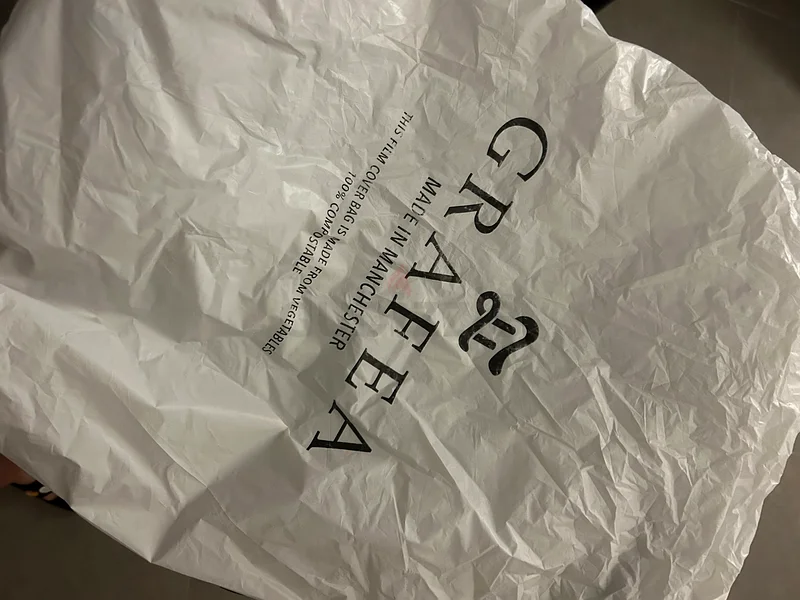 GRAFEA
MADE IN MANCHESTER
THIS FILM COVER BAG IS MADE FROM VEGETABLES
100% COMPOSTABLE